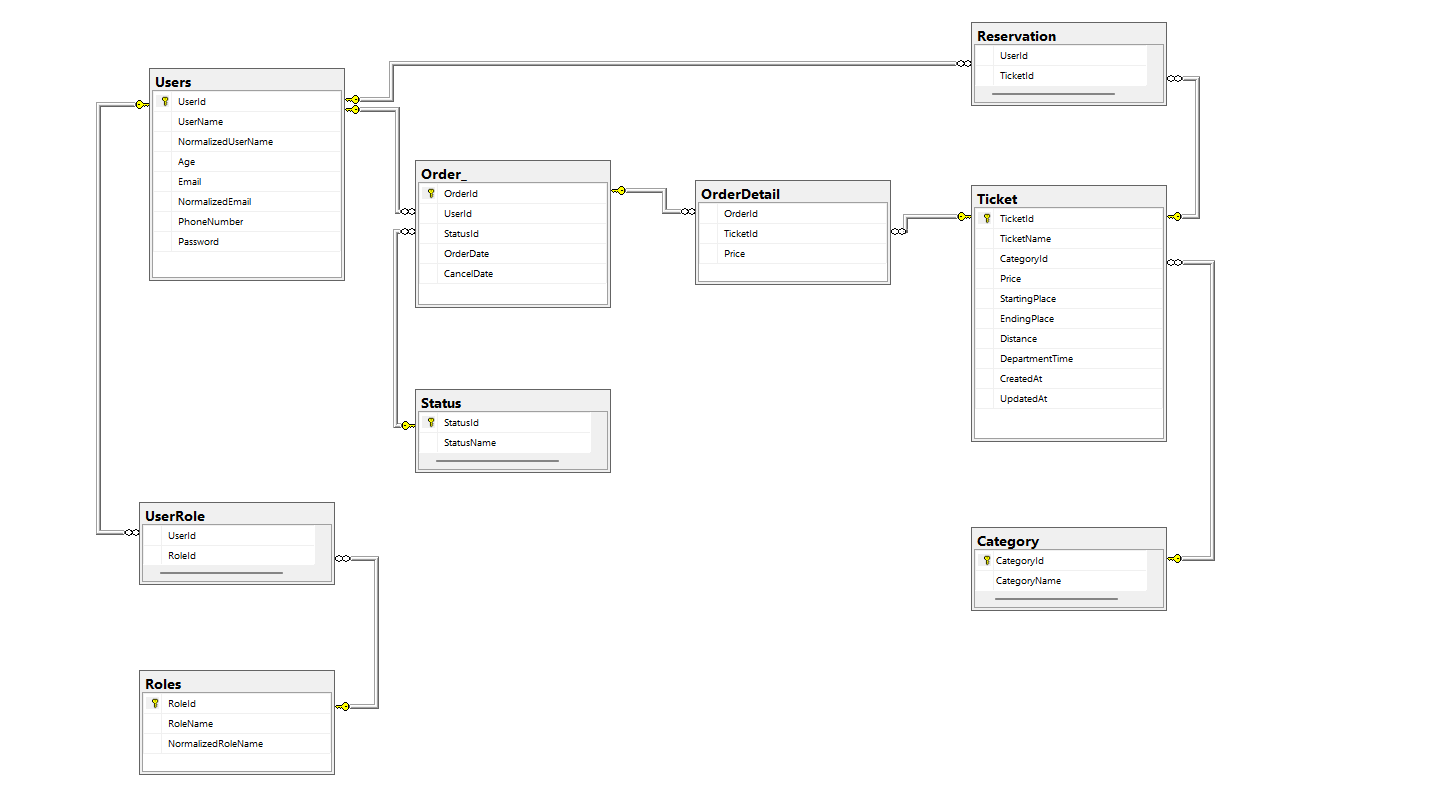 Users
UserId
UserName
NormalizedUserName
Age
Email
NormalizedEmail
PhoneNumber
Password
Order_
OrderId
UserId
StatusId
OrderDate
CancelDate
OrderDetail
OrderId
TicketId
Price
Reservation
UserId
TicketId
Ticket
TicketId
TicketName
CategoryId
Price
StartingPlace
EndingPlace
Distance
DepartmentTime
CreatedAt
UpdatedAt
Status
StatusId
StatusName
UserRole
UserId
RoleId
Category
CategoryId
CategoryName
Roles
RoleId
RoleName
NormalizedRoleName